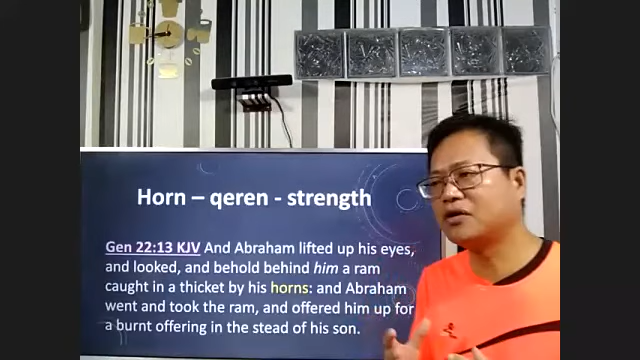 Horn – qeren - strength
Gen 22:13 KJV And Abraham lifted up his eyes,
and looked, and behold behind him a ram
caught in a thicket by his horns: and Abraham
went and took the ram, and offered him up for
a burnt offering in the stead of his son.